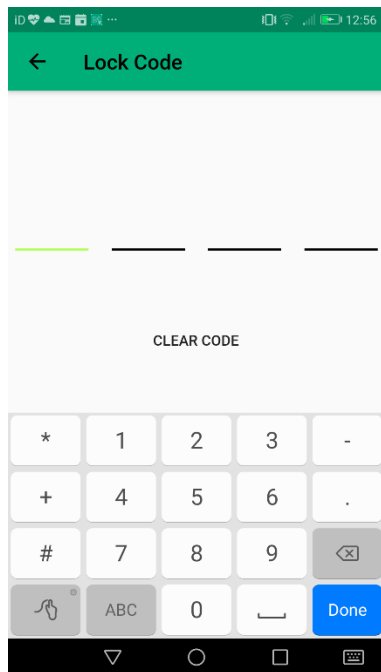 iD ... 12:56
Lock Code
CLEAR CODE
* 1 2 3 -
+ 4 5 6 .
# 7 8 9
ABC 0 Done